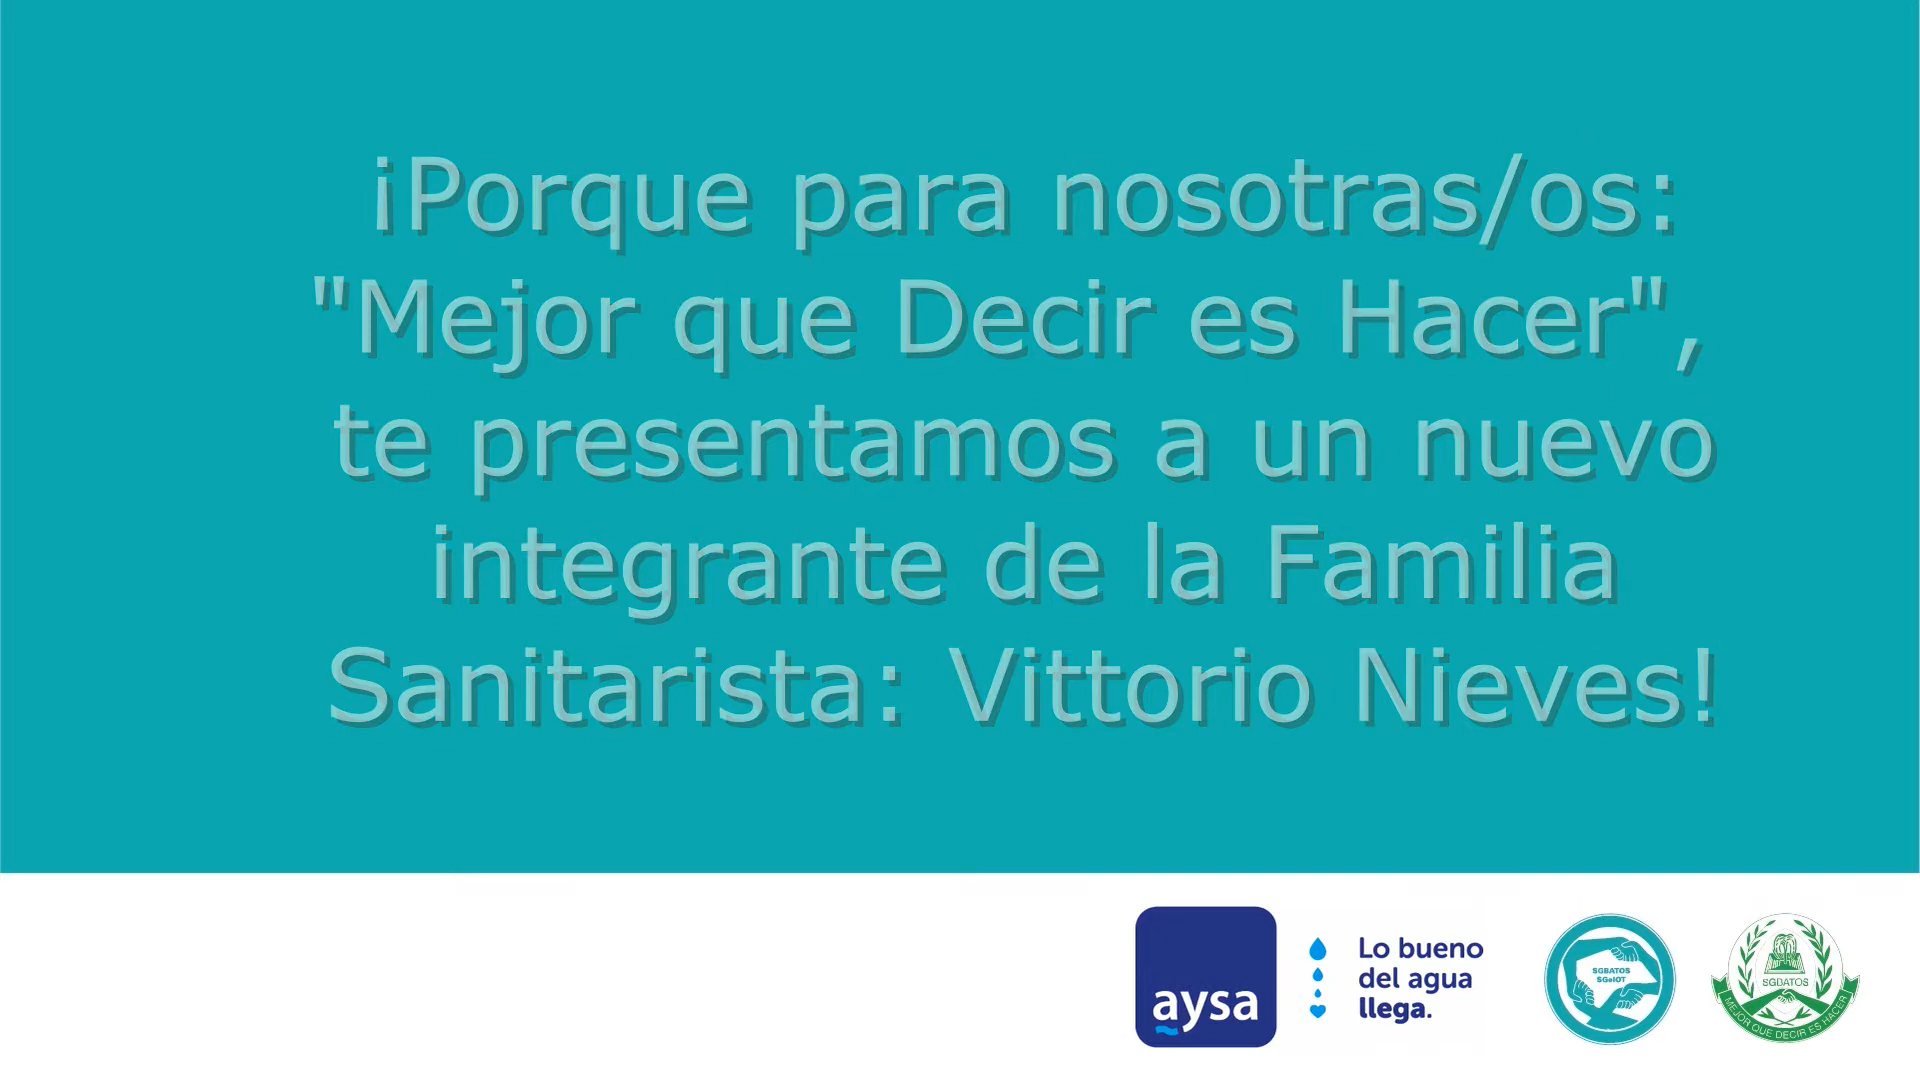 ¡Porque para nosotras/os:
"Mejor que Decir es Hacer",
te presentamos a un nuevo
integrante de la Familia
Sanitarista: Vittorio Nieves!
aysa
Lo bueno
del agua
llega.
SGBATOS
SGeIOT
SGBATOS
MEJOR QUE DECIR ES HACER